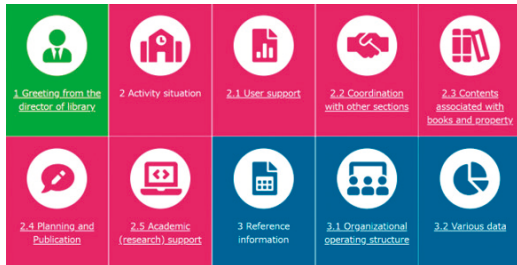 1 Greeting from the
director of library
2 Activity situation
2.1 User support
2.2 Coordination
with other sections
2.3 Contents
associated with
books and property
2.4 Planning and
Publication
2.5 Academic
(research) support
3 Reference
information
3.1 Organizational
operating structure
3.2 Various data